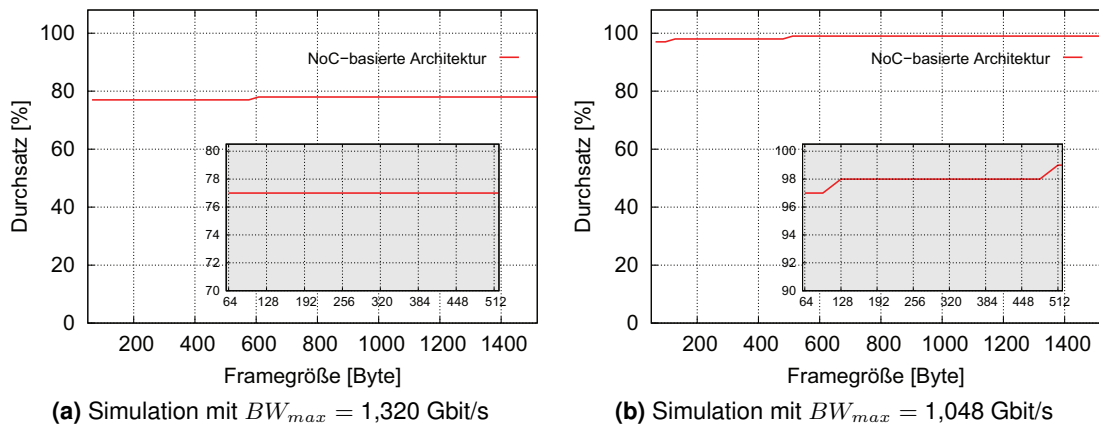 100
80
60
40
20
0
Durchsatz [%]
NoC−basierte Architektur
80
78
76
74
72
70
64 128 192 256 320 384 448 512
200 400 600 800 1000 1200 1400
Framegröße [Byte]
(a) Simulation mit BW_max = 1,320 Gbit/s
100
80
60
40
20
0
Durchsatz [%]
NoC−basierte Architektur
100
98
96
94
92
90
64 128 192 256 320 384 448 512
200 400 600 800 1000 1200 1400
Framegröße [Byte]
(b) Simulation mit BW_max = 1,048 Gbit/s